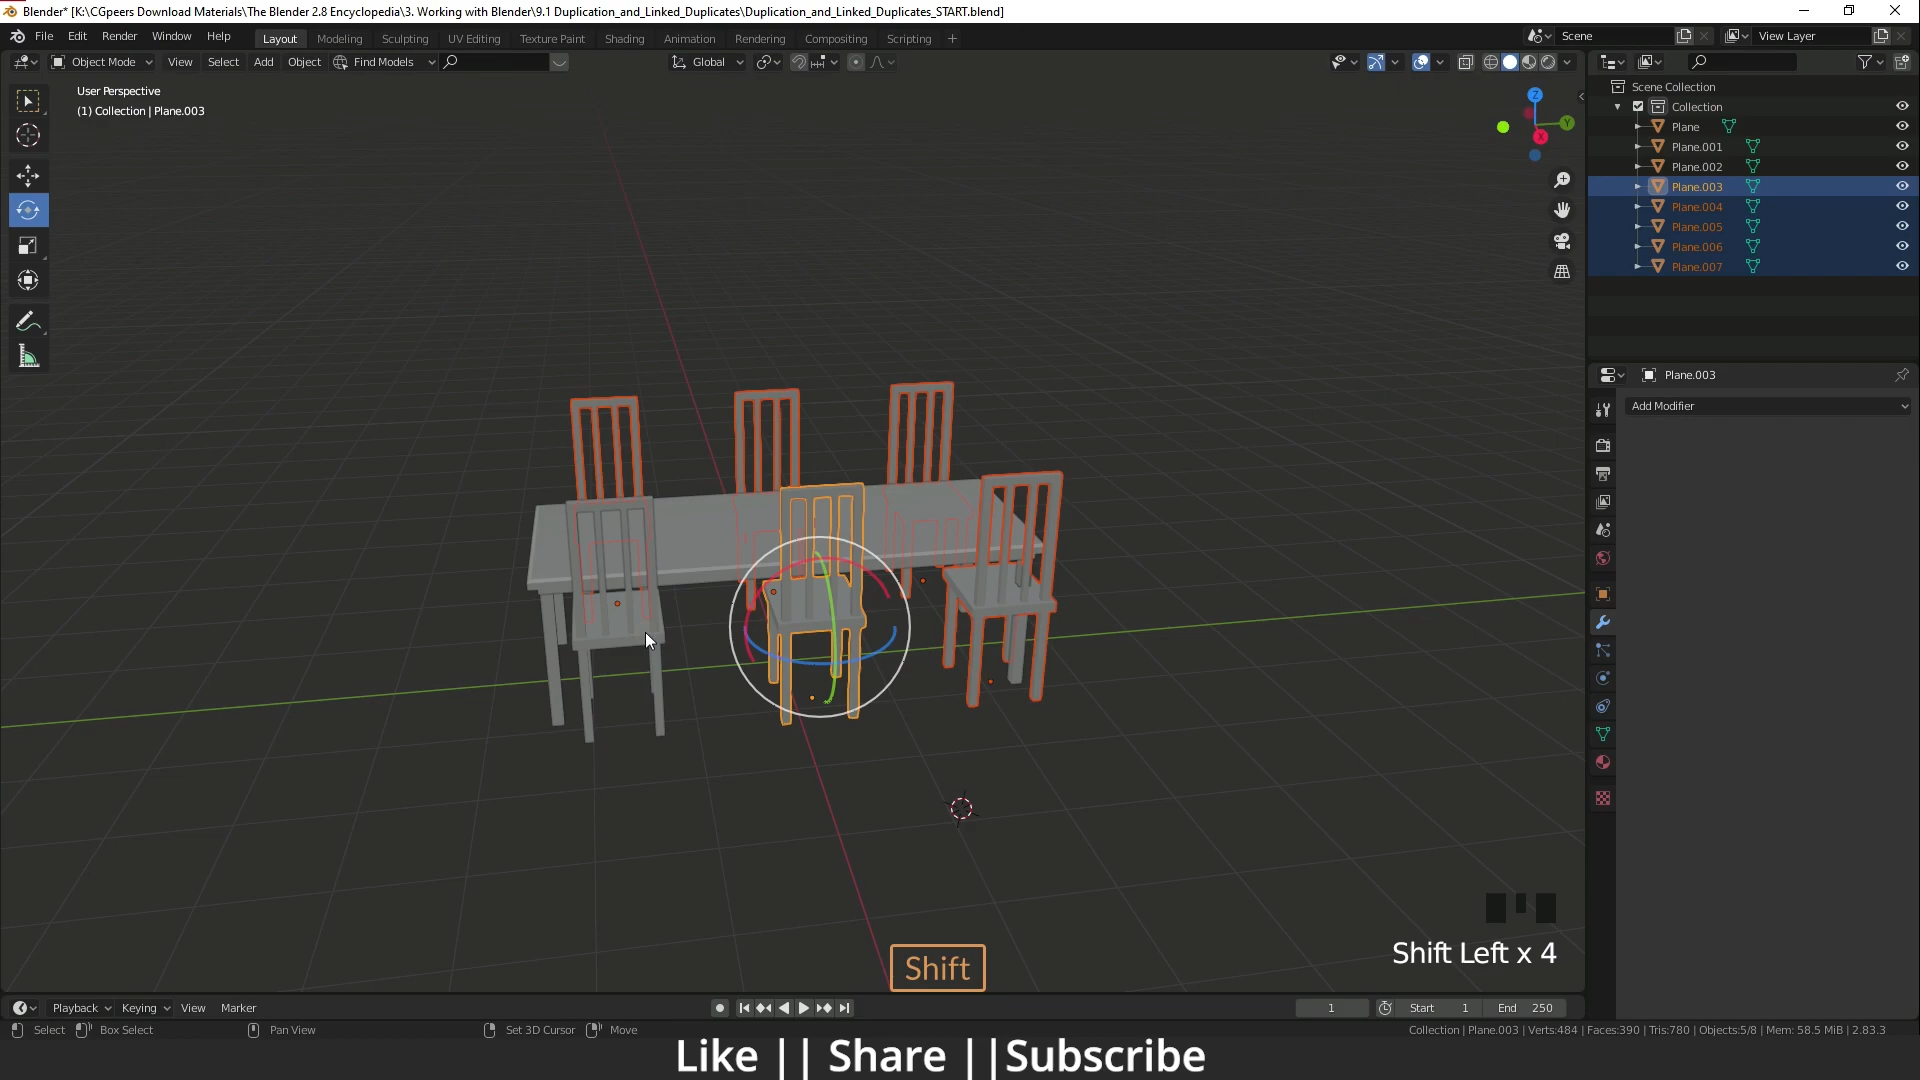 Blender* [K:\CGpeers Download Materials\The Blender 2.8 Encyclopedia\3. Working with Blender\9.1 Duplication_and_Linked_Duplicates\Duplication_and_Linked_Duplicates_START.blend]
File Edit Render Window Help Layout Modeling Sculpting UV Editing Texture Paint Shading Animation Rendering Compositing Scripting + Scene View Layer
Object Mode View Select Add Object Find Models Global
User Perspective
(1) Collection | Plane.003
Scene Collection
Collection
Plane
Plane.001
Plane.002
Plane.003
Plane.004
Plane.005
Plane.006
Plane.007
Z
Y
X
Plane.003
Add Modifier
Shift Left x 4
Shift
Playback Keying View Marker 1 Start 1 End 250
Select Box Select Pan View Set 3D Cursor Move Collection | Plane.003 | Verts:484 | Faces:390 | Tris:780 | Objects:5/8 | Mem: 58.5 MiB | 2.83.3
Like || Share ||Subscribe